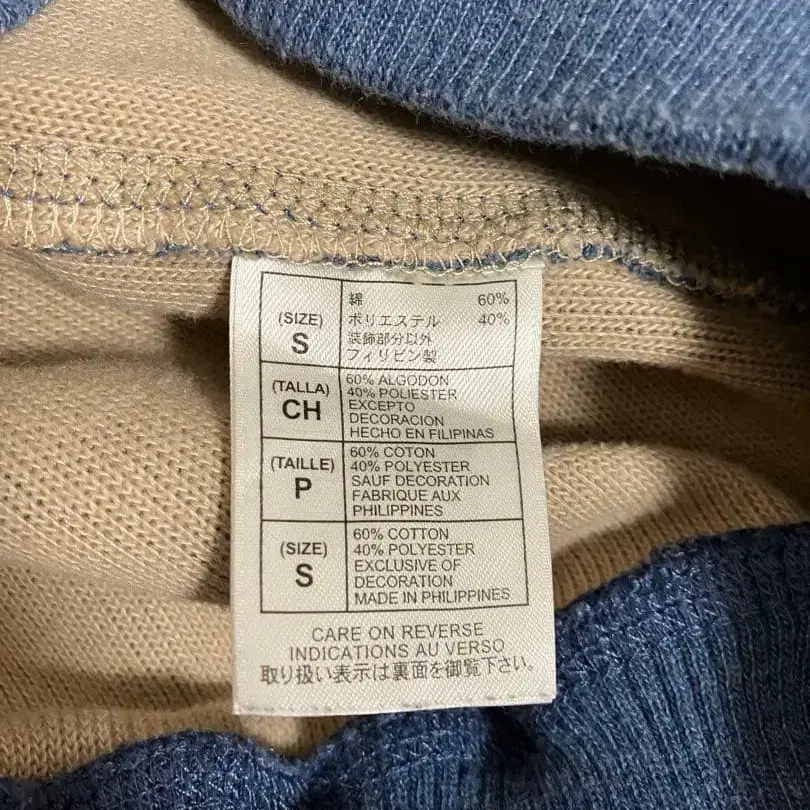 (SIZE)
S
綿 60%
ポリエステル 40%
装飾部分以外
フィリピン製
(TALLA)
CH
60% ALGODON
40% POLIESTER
EXCEPTO
DECORACION
HECHO EN FILIPINAS
(TAILLE)
P
60% COTON
40% POLYESTER
SAUF DECORATION
FABRIQUE AUX
PHILIPPINES
(SIZE)
S
60% COTTON
40% POLYESTER
EXCLUSIVE OF
DECORATION
MADE IN PHILIPPINES
CARE ON REVERSE
INDICATIONS AU VERSO
取り扱い表示は裏面を御覧下さい。